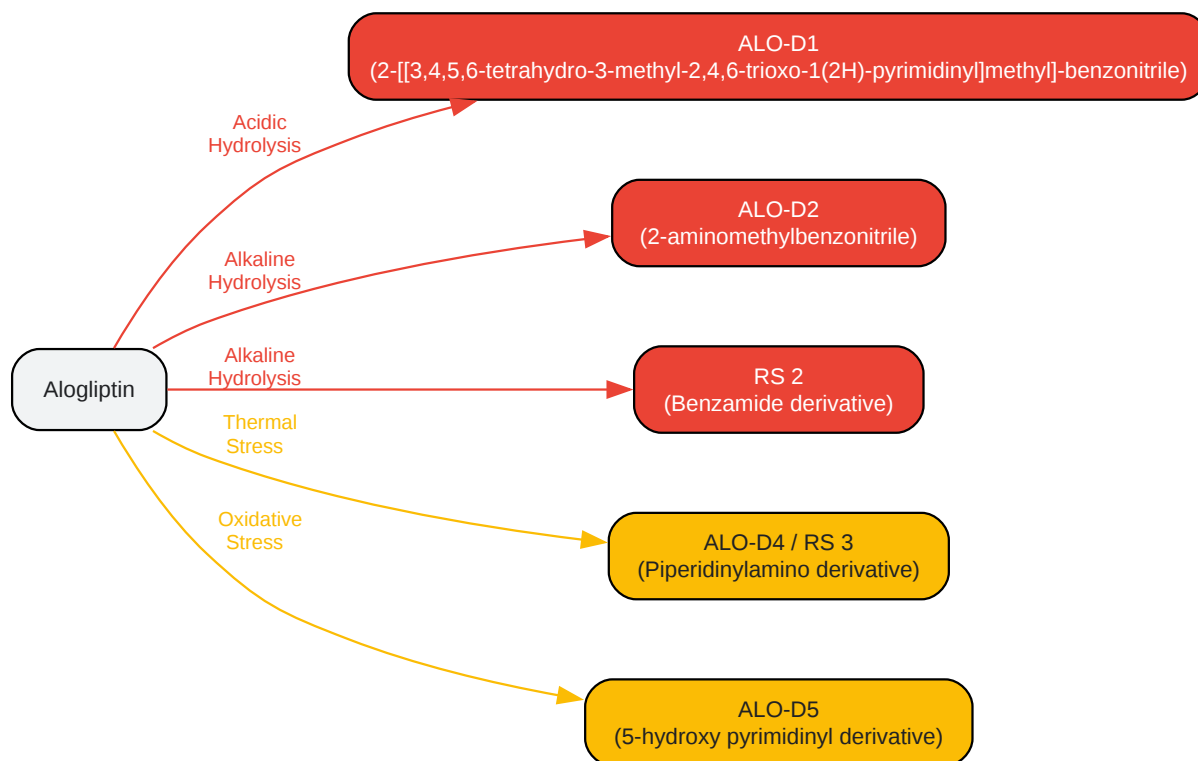 ALO-D1
(2-[[3,4,5,6-tetrahydro-3-methyl-2,4,6-trioxo-1(2H)-pyrimidinyl]methyl]-benzonitrile)
Acidic
Hydrolysis
ALO-D2
(2-aminomethylbenzonitrile)
Alkaline
Hydrolysis
Alogliptin
Alkaline
Hydrolysis
RS 2
(Benzamide derivative)
Thermal
Stress
ALO-D4 / RS 3
(Piperidinylamino derivative)
Oxidative
Stress
ALO-D5
(5-hydroxy pyrimidinyl derivative)